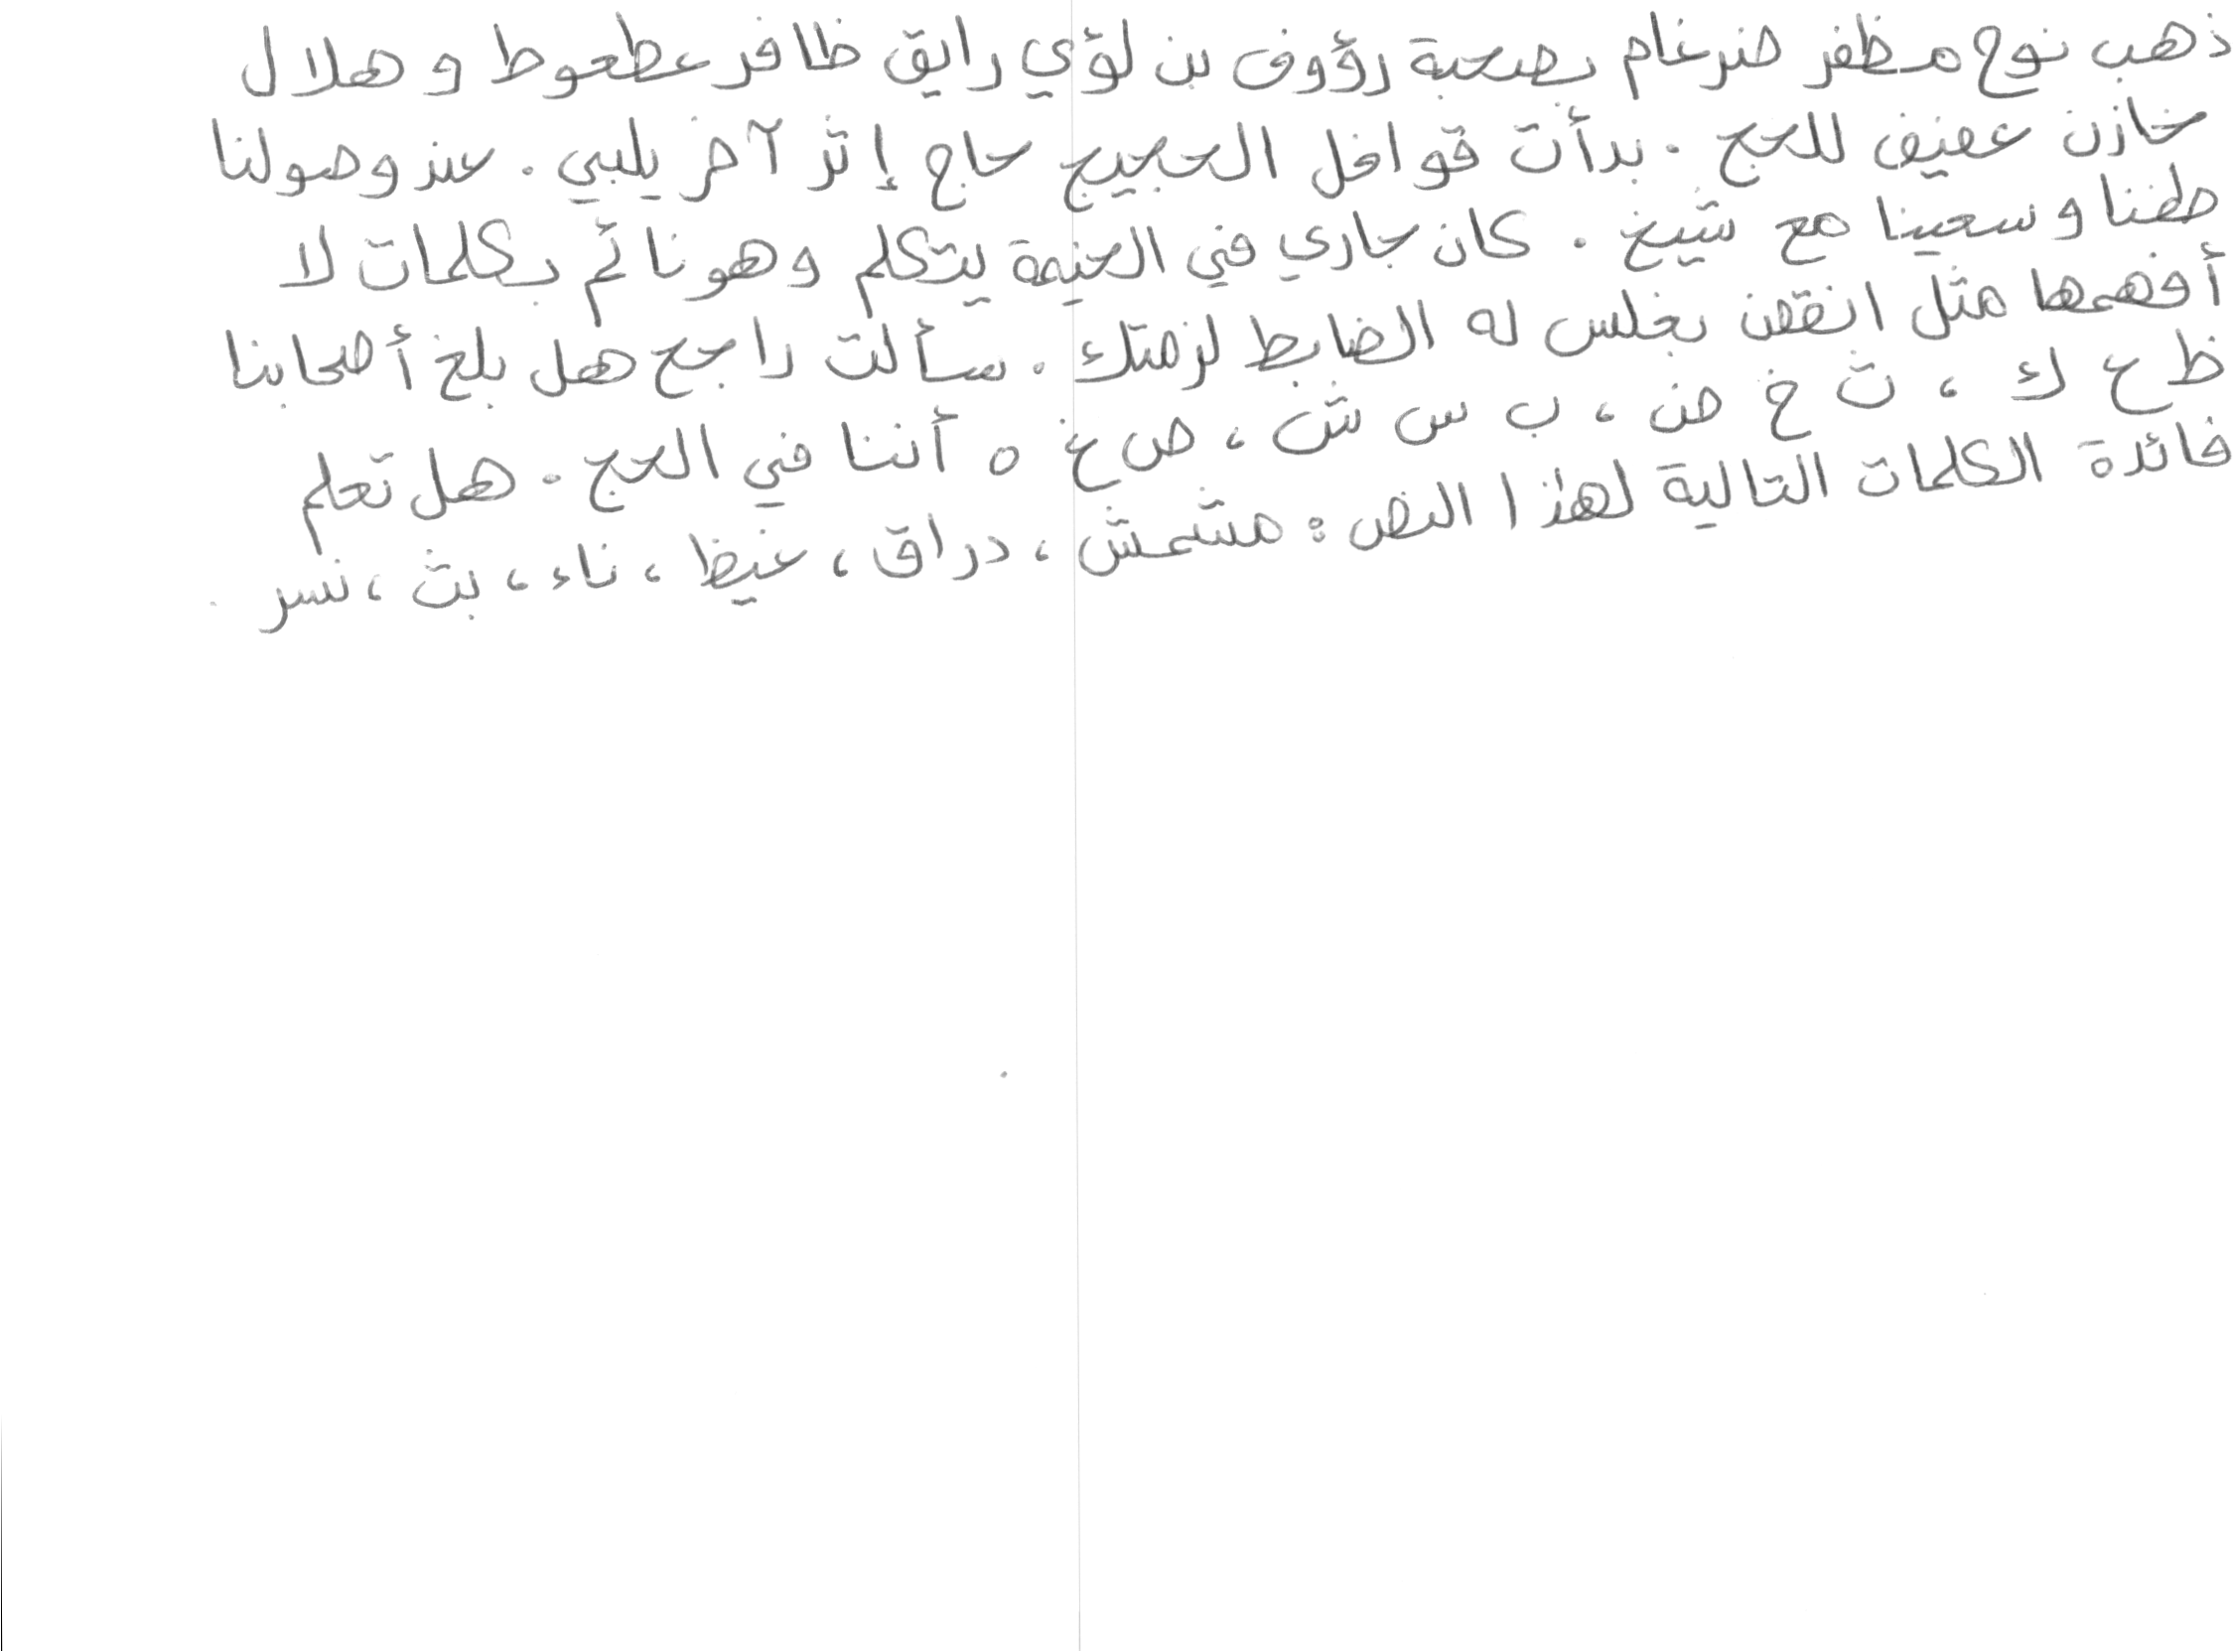 ذهب نوح مظفر ضرغام بصحبة رؤوف بن لؤي رايق ظافر عطعوط و هلال
خازن عفيف للحج . بدأت قوافل الحجيج حاج إثر آخر يلبي . عند وصولنا
طفنا وسعينا مع شيخ . كان جاري في الخيمة يتكلم وهو نائم بكلمات لا
أفهمها مثل انقض بغلس له الضابط لزمتك . سألت راجح هل بلغ أصحابنا
ظ ح ك ، ث خ ض ، ب س ش ، ص غ ه أننا في الحج . هل تعلم
فائدة الكلمات التالية لهذا النص : مشمش ، دراق ، غيظ ، ناء ، بث ، نسر .